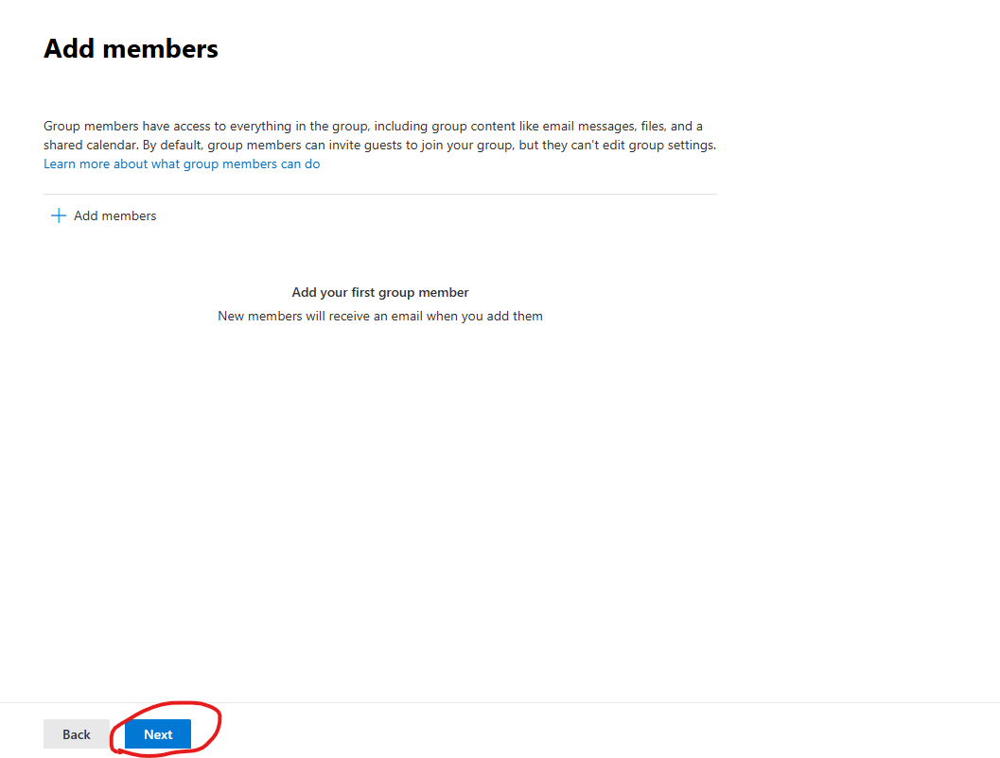 Add members
Group members have access to everything in the group, including group content like email messages, files, and a
shared calendar. By default, group members can invite guests to join your group, but they can't edit group settings.
Learn more about what group members can do
Add members
Add your first group member
New members will receive an email when you add them
Back
Next